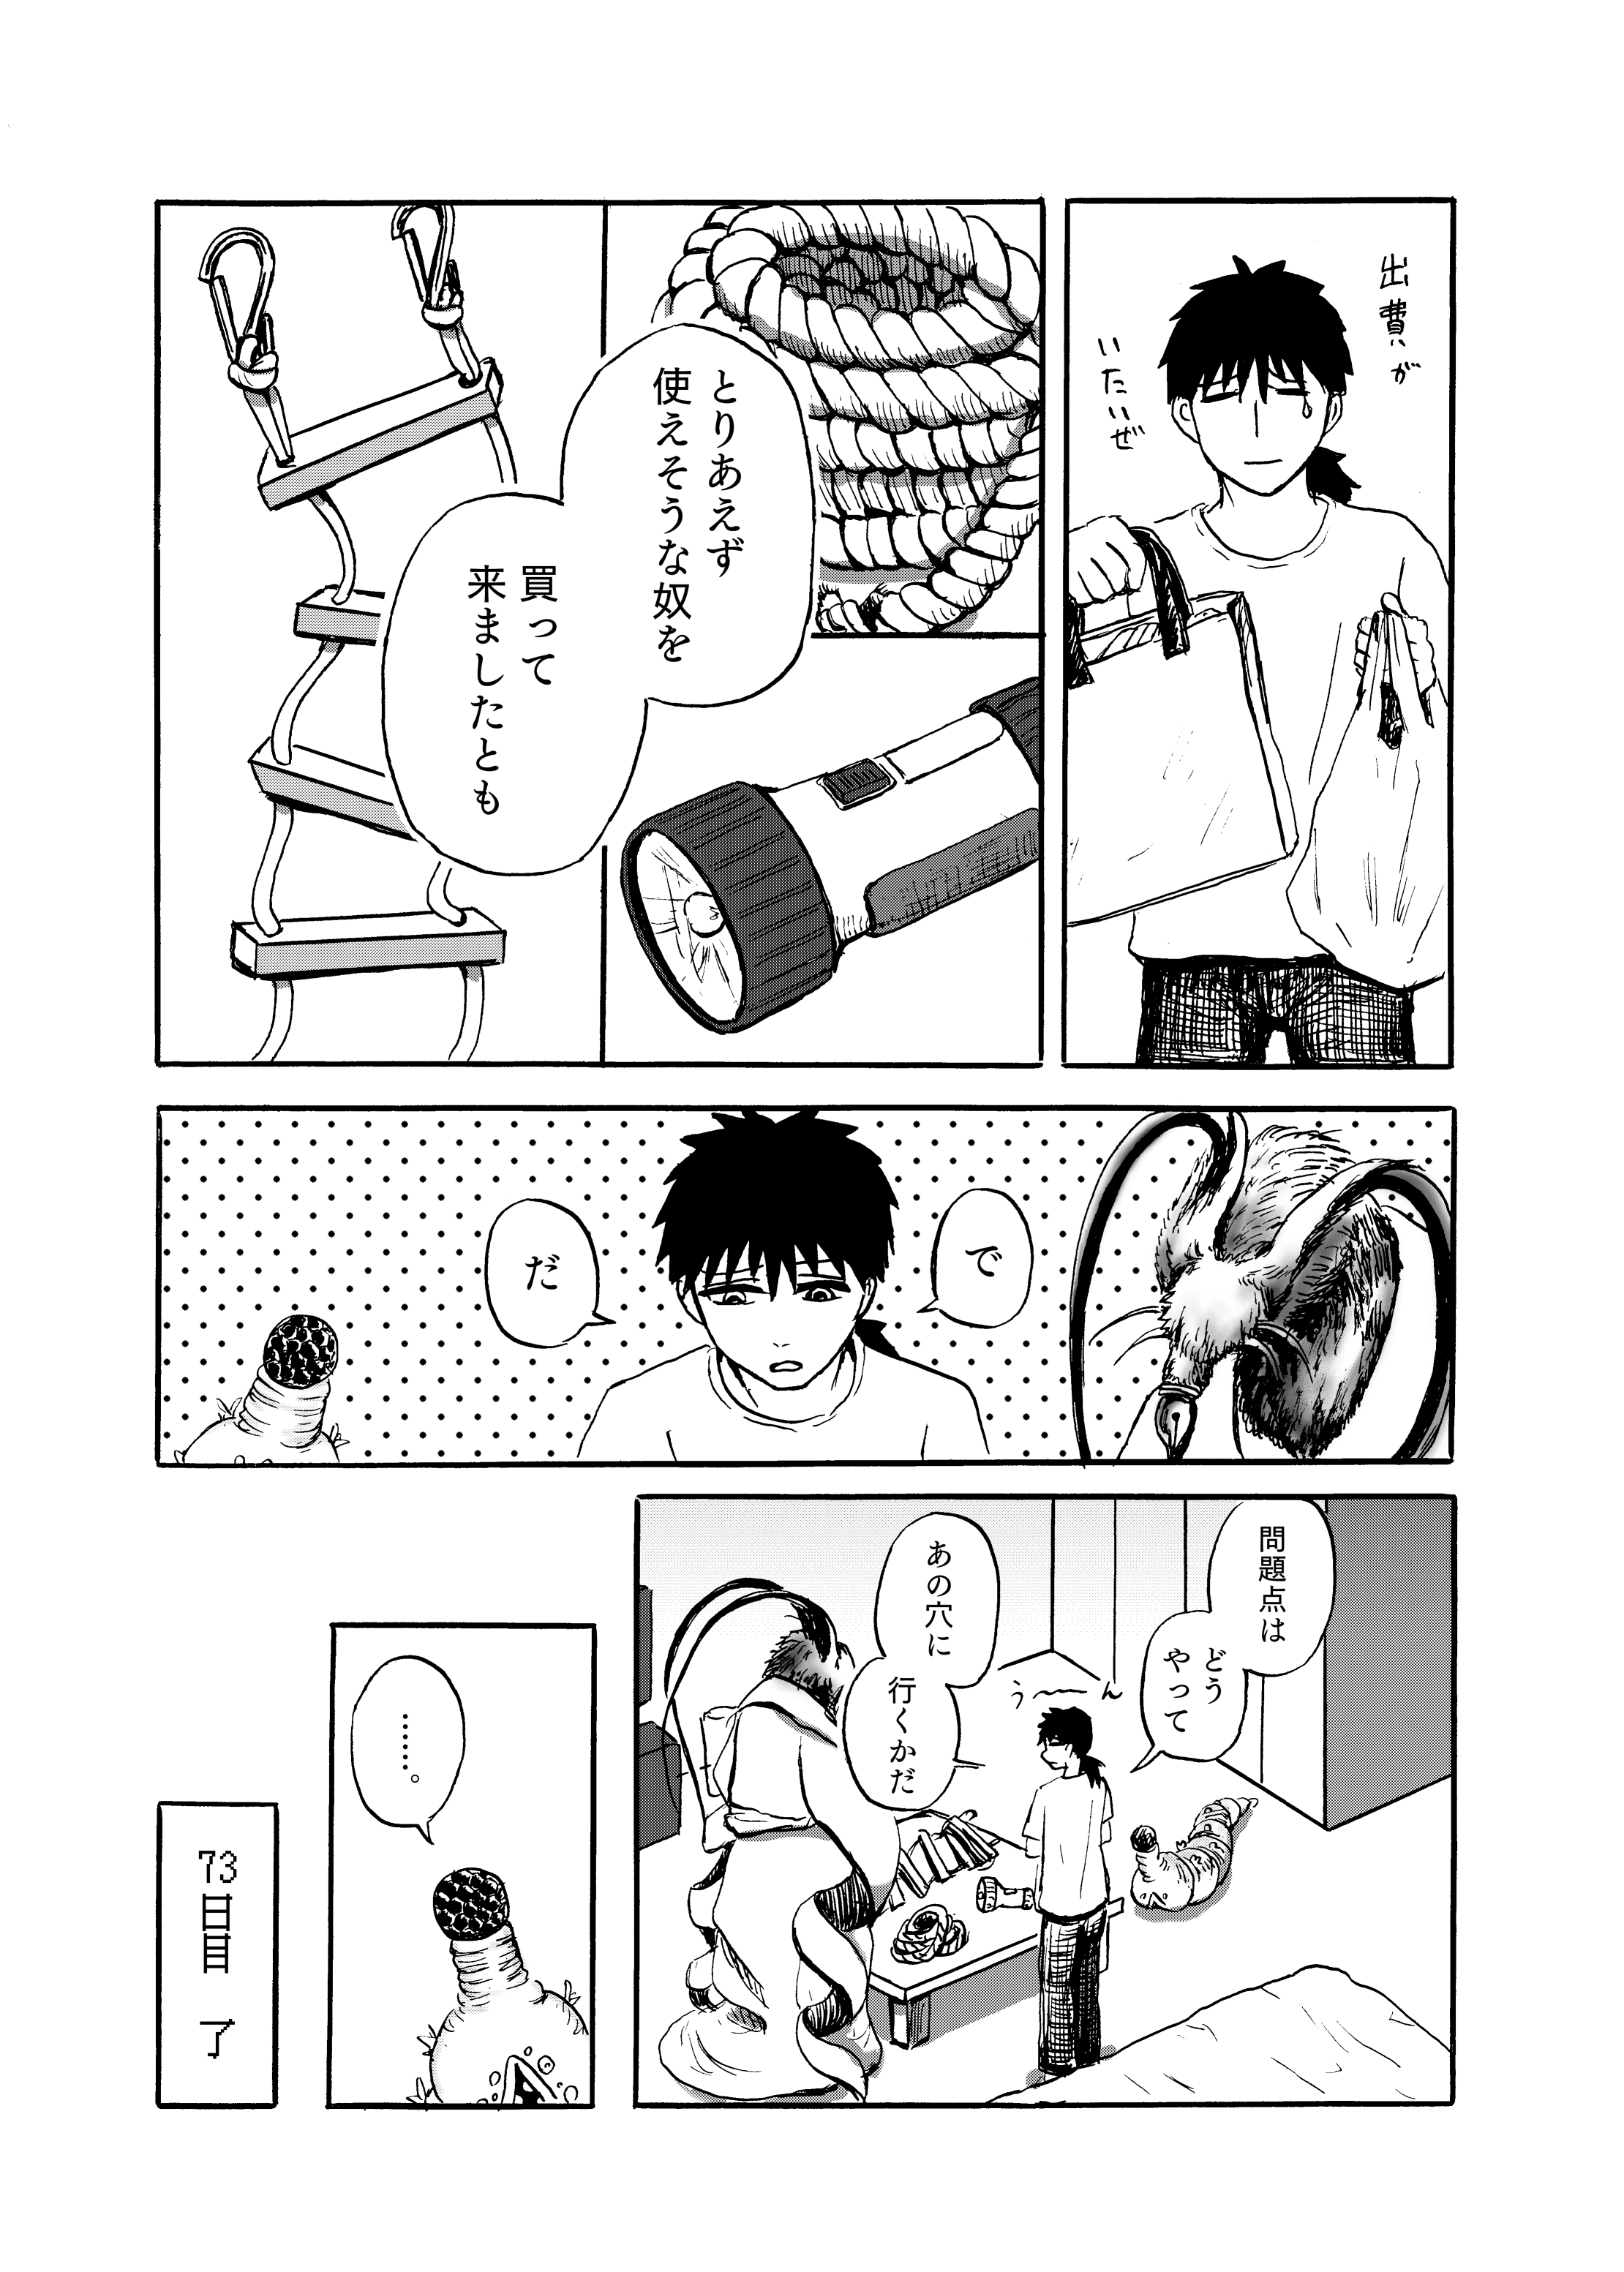 出費が
いたいぜ
とりあえず
使えそうな奴を
買って
来ましたとも
で
だ
問題点は
どう
やって
う〜〜ん
あの穴に
行くかだ
……。
73日目 了